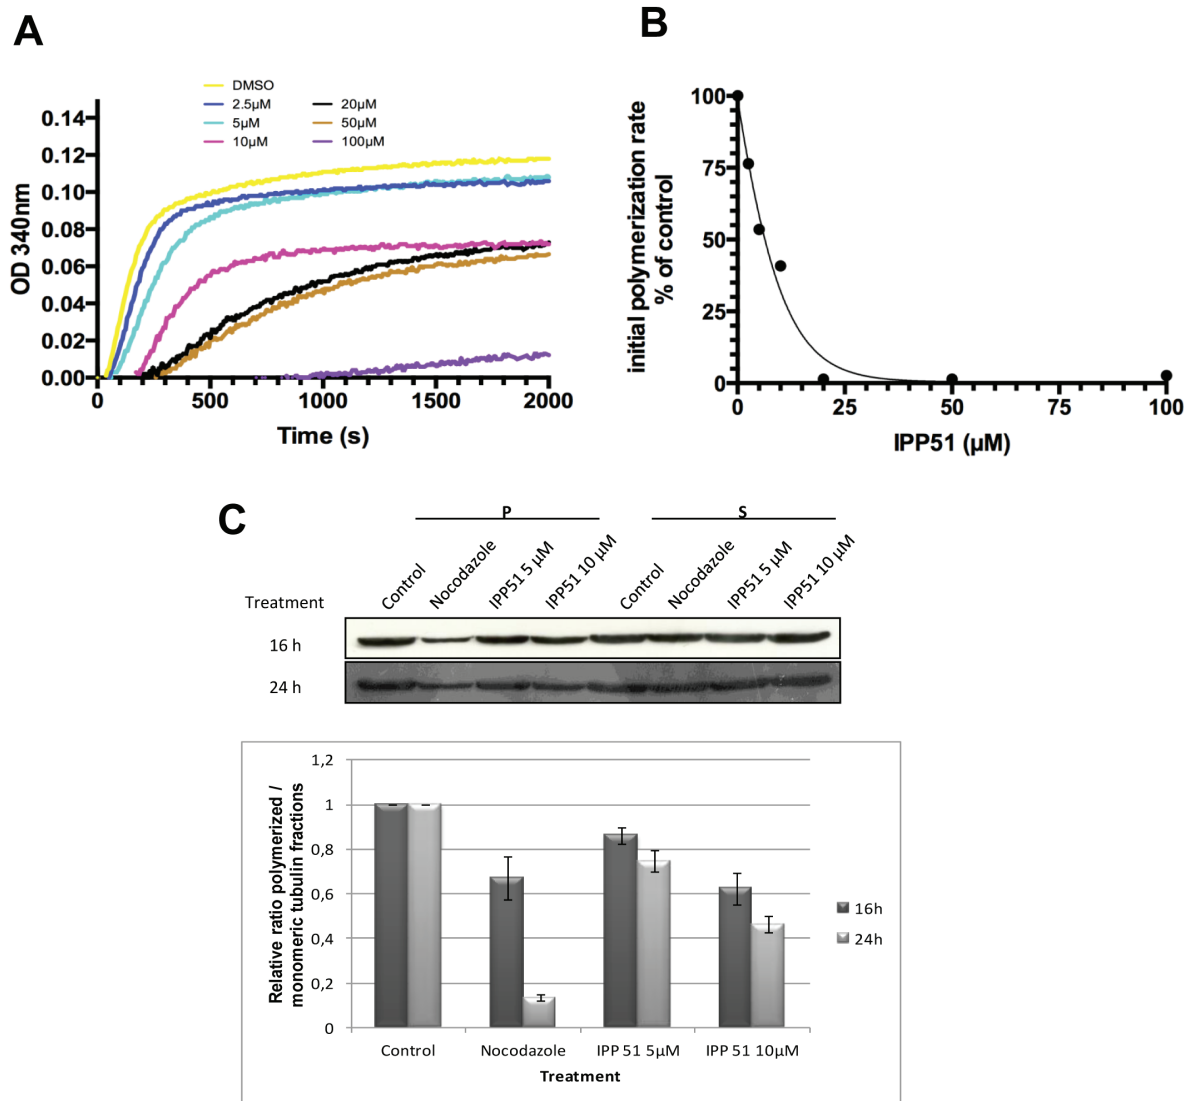 A
DMSO
2.5µM
5µM
10µM
20µM
50µM
100µM
0.14
0.12
0.10
0.08
0.06
0.04
0.02
0.00
OD 340nm
0 500 1000 1500 2000
Time (s)
B
100
75
50
25
0
initial polymerization rate
% of control
0 25 50 75 100
IPP51 (µM)
C
P S
Control Nocodazole IPP51 5 µM IPP51 10 µM Control Nocodazole IPP51 5 µM IPP51 10 µM
Treatment
16 h
24 h
1,2
1
0,8
0,6
0,4
0,2
0
Relative ratio polymerized /
monomeric tubulin fractions
16h
24h
Control Nocodazole IPP 51 5µM IPP 51 10µM
Treatment